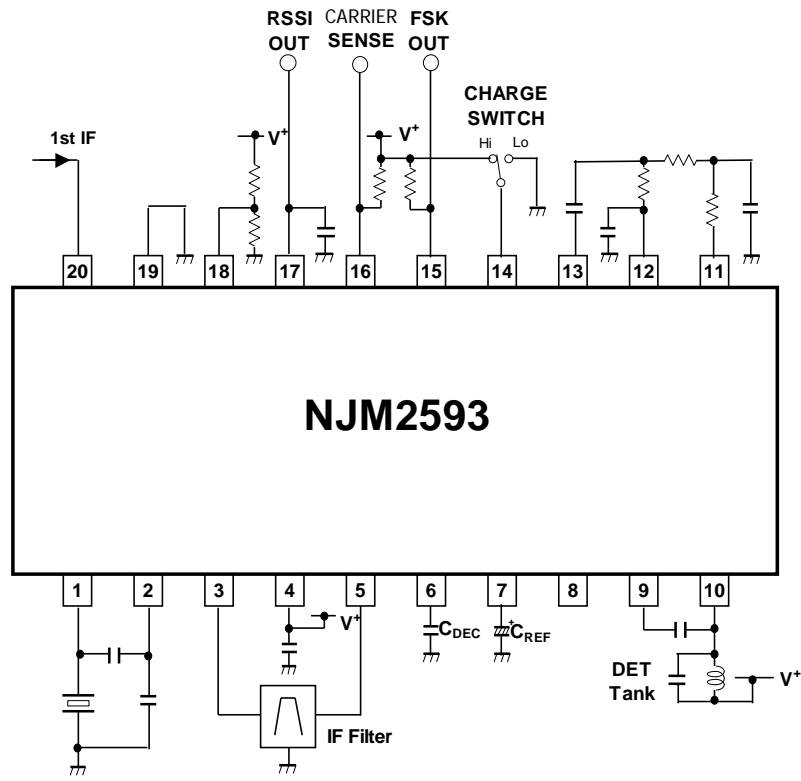 RSSI OUT
CARRIER SENSE
FSK OUT
CHARGE SWITCH
1st IF
V+
V+
Hi
Lo
20
19
18
17
16
15
14
13
12
11
NJM2593
1
2
3
4
5
6
7
8
9
10
V+
CDEC
+
CREF
DET Tank
V+
IF Filter